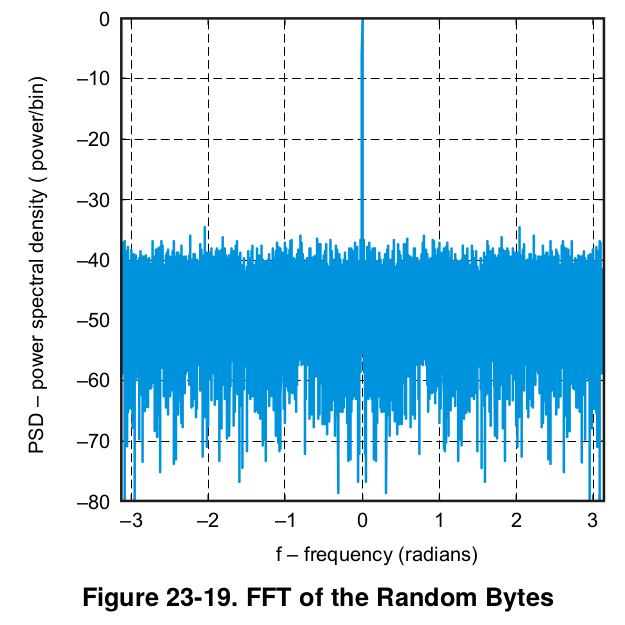 0
–10
–20
–30
–40
–50
–60
–70
–80
PSD – power spectral density ( power/bin)
–3 –2 –1 0 1 2 3
f – frequency (radians)
Figure 23-19. FFT of the Random Bytes